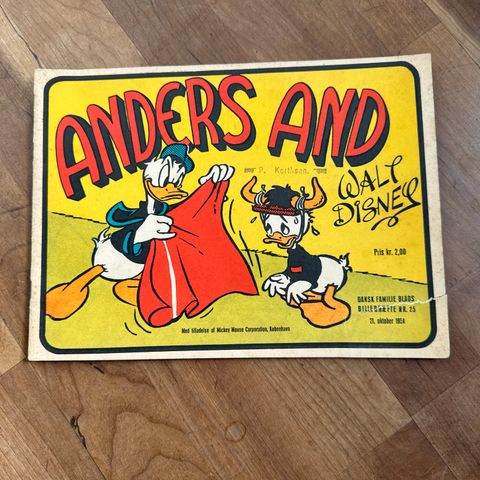 ANDERS AND
P. Kortlsen.
WALT
DISNEY
Pris kr. 2,00
DANSK FAMILIE BLADS
BILLEDHÆFTE NR. 25
21. oktober 1954
Med tilladelse af Mickey Mouse Corporation, København